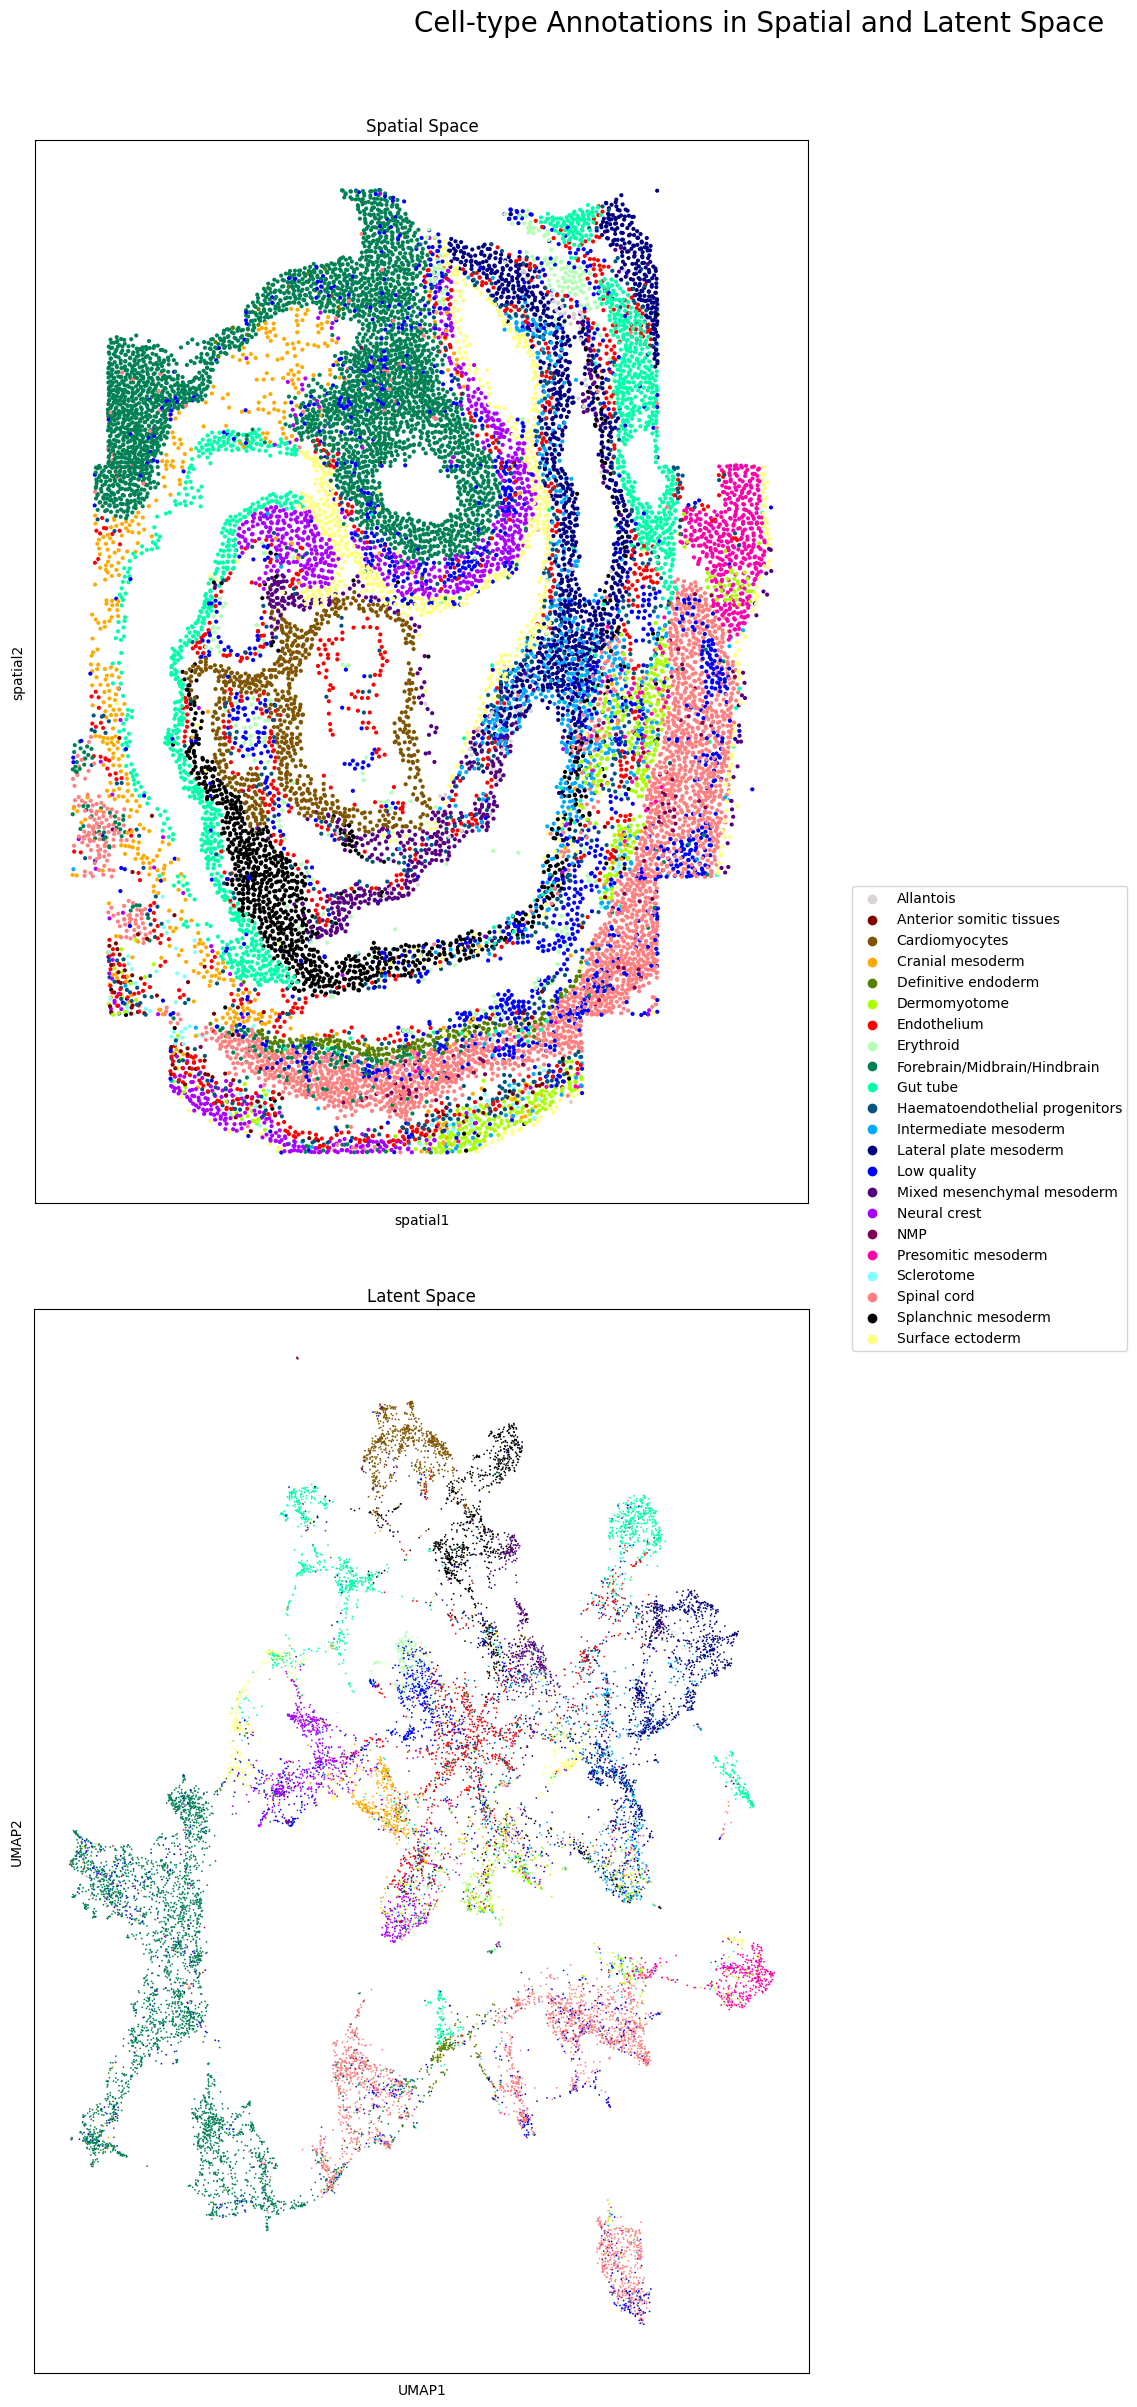 Cell-type Annotations in Spatial and Latent Space
Spatial Space
spatial2
spatial1
Allantois
Anterior somitic tissues
Cardiomyocytes
Cranial mesoderm
Definitive endoderm
Dermomyotome
Endothelium
Erythroid
Forebrain/Midbrain/Hindbrain
Gut tube
Haematoendothelial progenitors
Intermediate mesoderm
Lateral plate mesoderm
Low quality
Mixed mesenchymal mesoderm
Neural crest
NMP
Presomitic mesoderm
Sclerotome
Spinal cord
Splanchnic mesoderm
Surface ectoderm
Latent Space
UMAP2
UMAP1